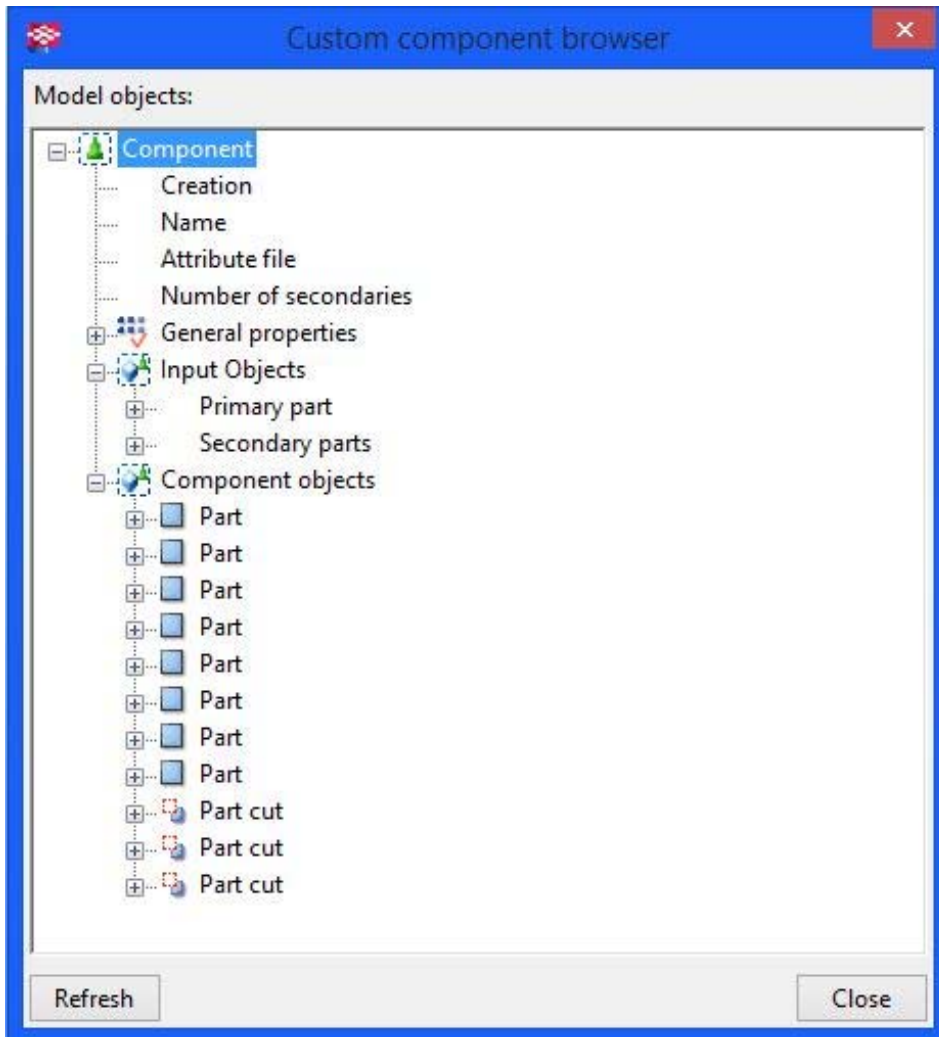 Custom component browser
Model objects:
Component
Creation
Name
Attribute file
Number of secondaries
General properties
Input Objects
Primary part
Secondary parts
Component objects
Part
Part
Part
Part
Part
Part
Part
Part
Part cut
Part cut
Part cut
Refresh
Close